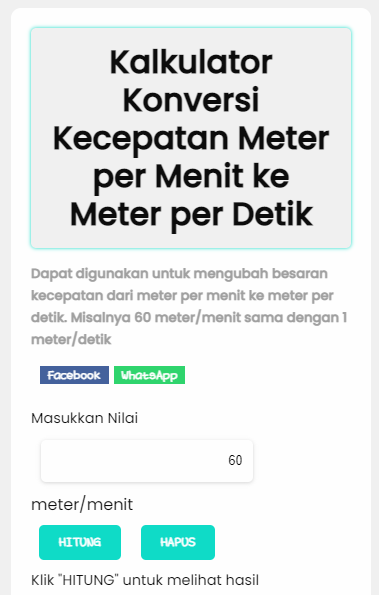 Kalkulator
Konversi
Kecepatan Meter
per Menit ke
Meter per Detik
Dapat digunakan untuk mengubah besaran
kecepatan dari meter per menit ke meter per
detik. Misalnya 60 meter/menit sama dengan 1
meter/detik
Facebook WhatsApp
Masukkan Nilai
60
meter/menit
HITUNG HAPUS
Klik "HITUNG" untuk melihat hasil